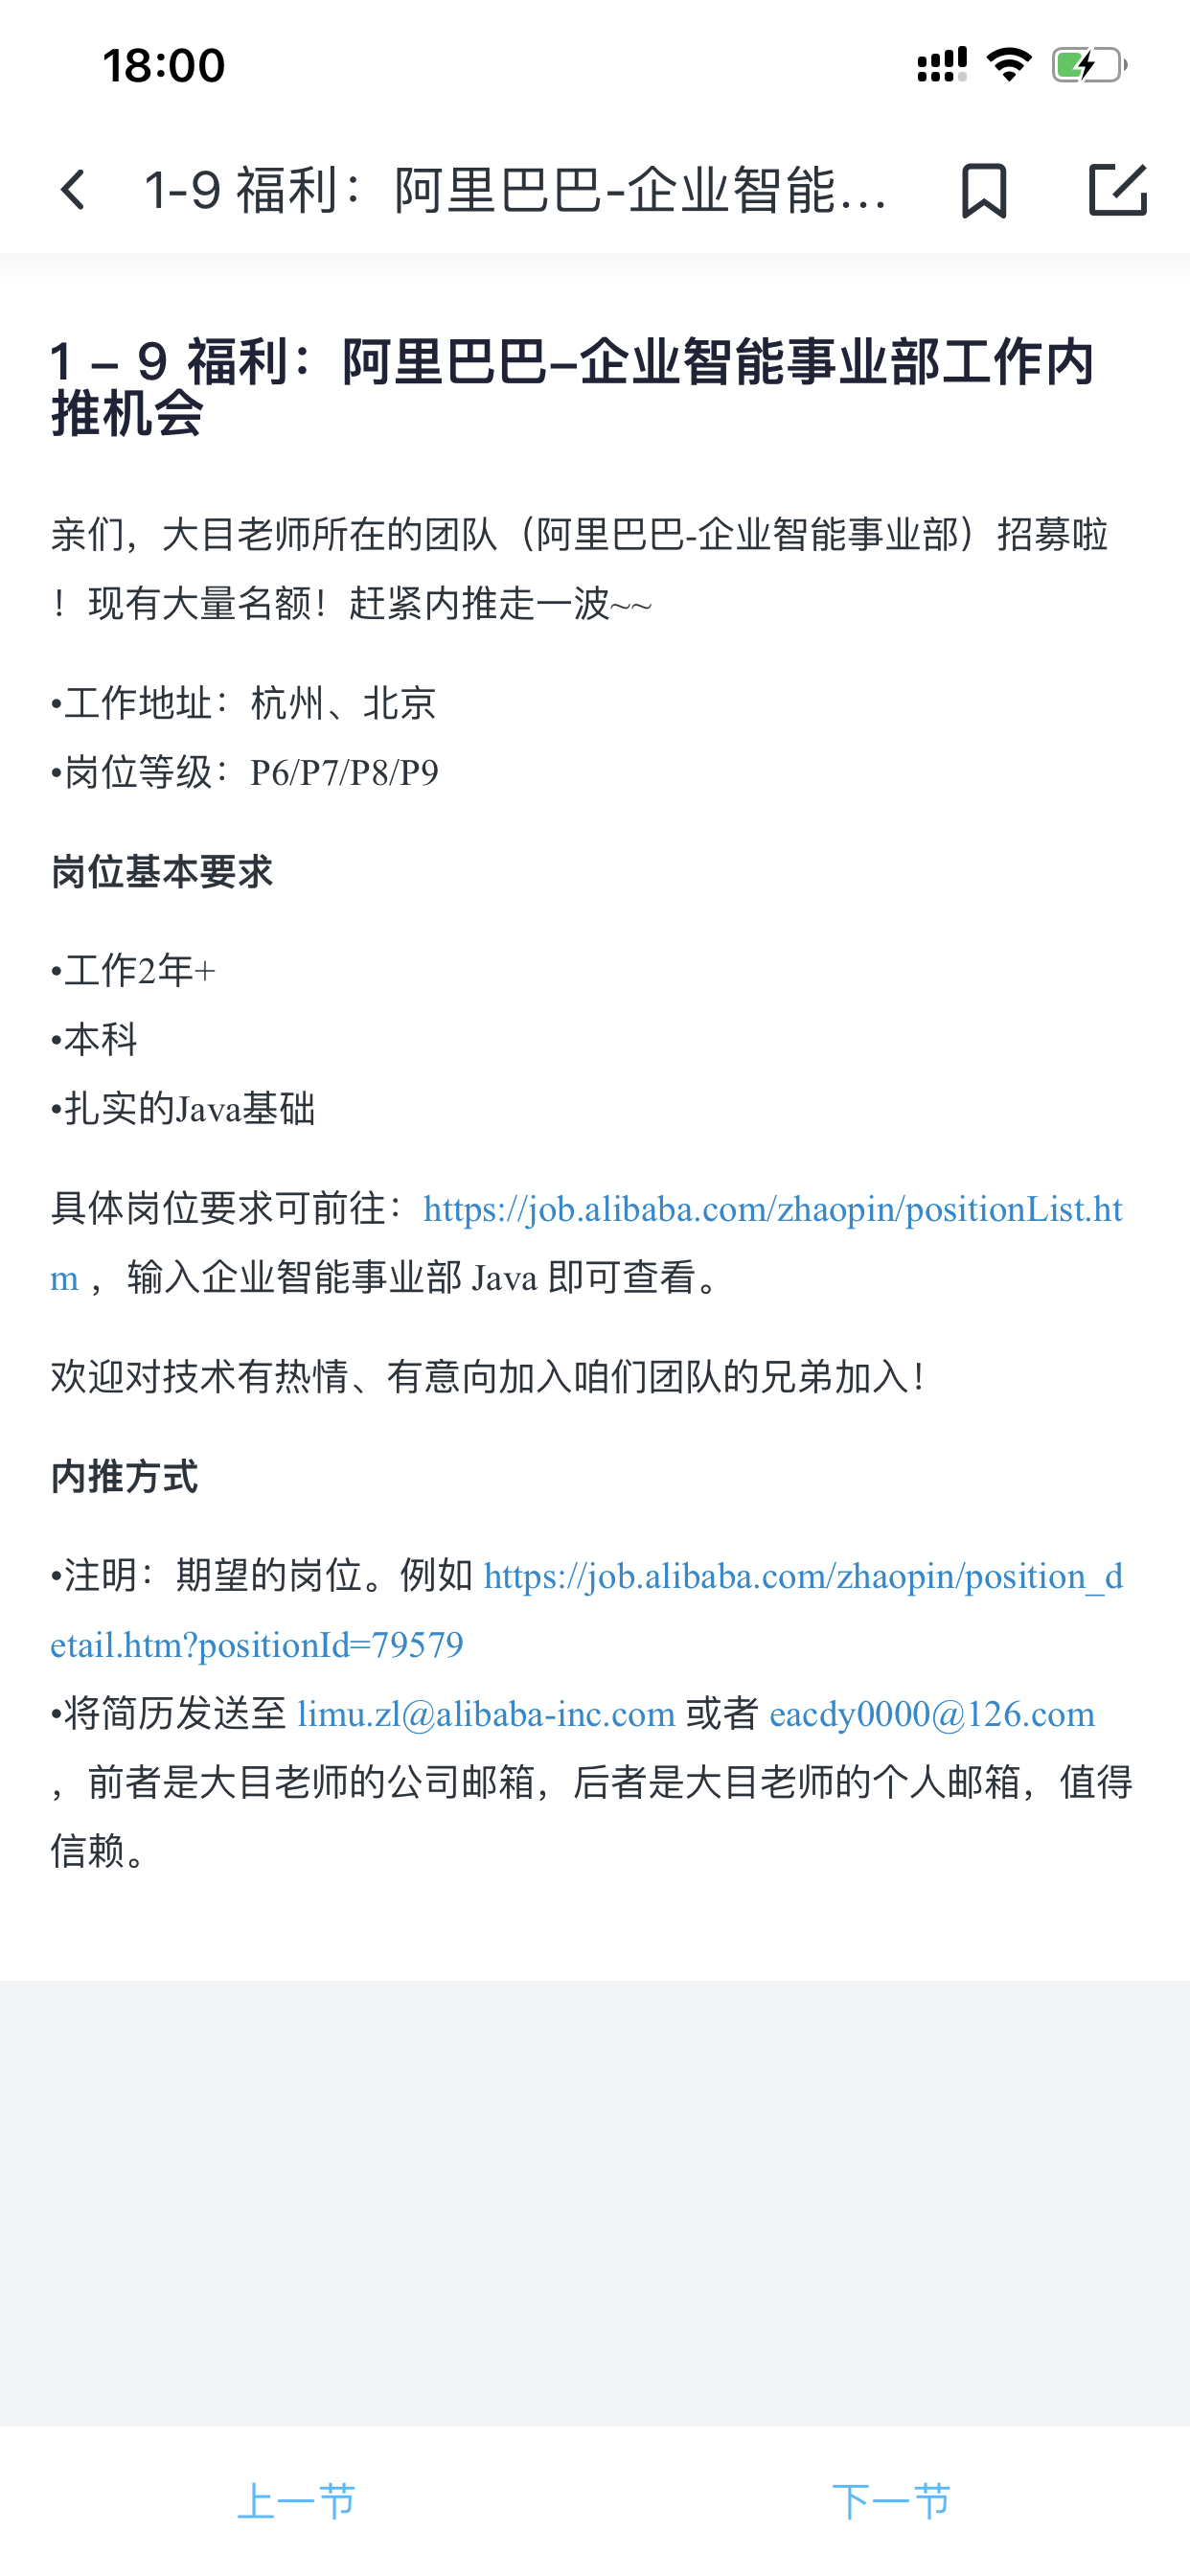 18:00
1-9 福利：阿里巴巴-企业智能...
1 – 9 福利：阿里巴巴–企业智能事业部工作内
推机会
亲们，大目老师所在的团队（阿里巴巴-企业智能事业部）招募啦
！现有大量名额！赶紧内推走一波~~
•工作地址：杭州、北京
•岗位等级：P6/P7/P8/P9
岗位基本要求
•工作2年+
•本科
•扎实的Java基础
具体岗位要求可前往：https://job.alibaba.com/zhaopin/positionList.ht
m ，输入企业智能事业部 Java 即可查看。
欢迎对技术有热情、有意向加入咱们团队的兄弟加入！
内推方式
•注明：期望的岗位。例如 https://job.alibaba.com/zhaopin/position_d
etail.htm?positionId=79579
•将简历发送至 limu.zl@alibaba-inc.com 或者 eacdy0000@126.com
，前者是大目老师的公司邮箱，后者是大目老师的个人邮箱，值得
信赖。
上一节 下一节